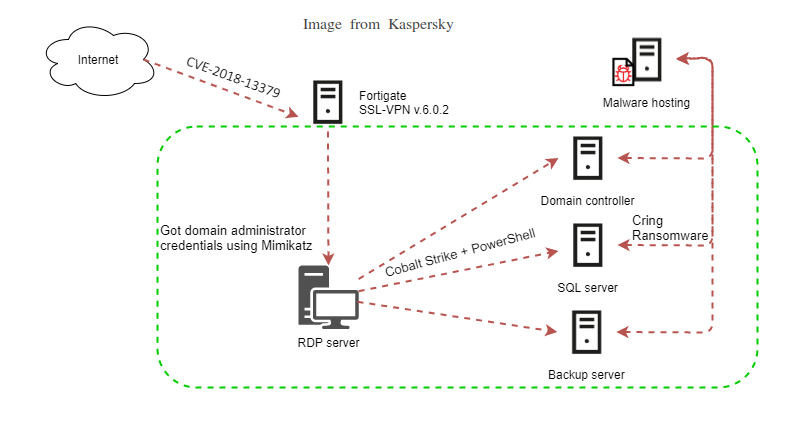 Image from Kaspersky
Internet
CVE-2018-13379
Fortigate
SSL-VPN v.6.0.2
Malware hosting
Domain controller
Got domain administrator
credentials using Mimikatz
Cobalt Strike + PowerShell
Cring
Ransomware
SQL server
RDP server
Backup server